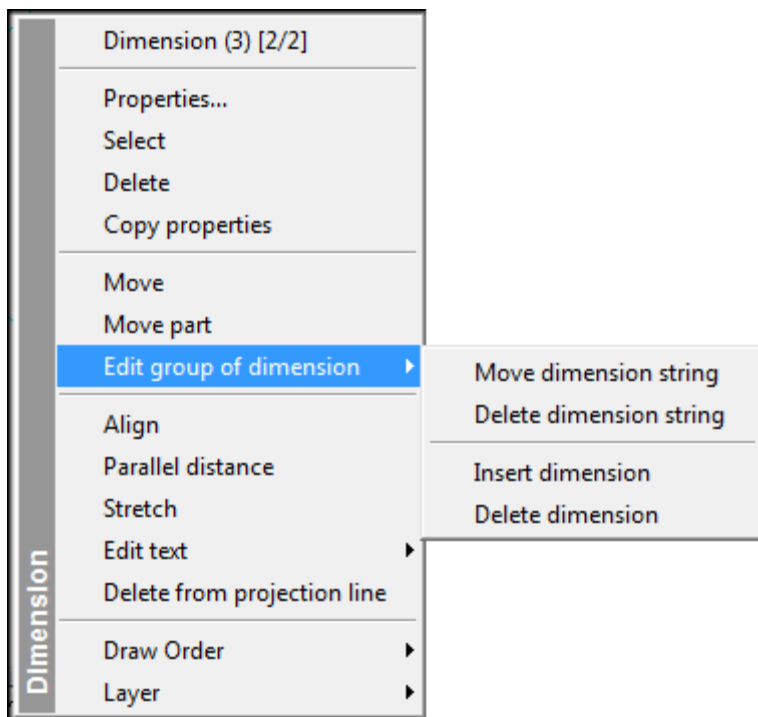 Dimension (3) [2/2]
Properties...
Select
Delete
Copy properties
Move
Move part
Edit group of dimension
Move dimension string
Delete dimension string
Insert dimension
Delete dimension
Align
Parallel distance
Stretch
Edit text
Delete from projection line
Draw Order
Layer
Dimension